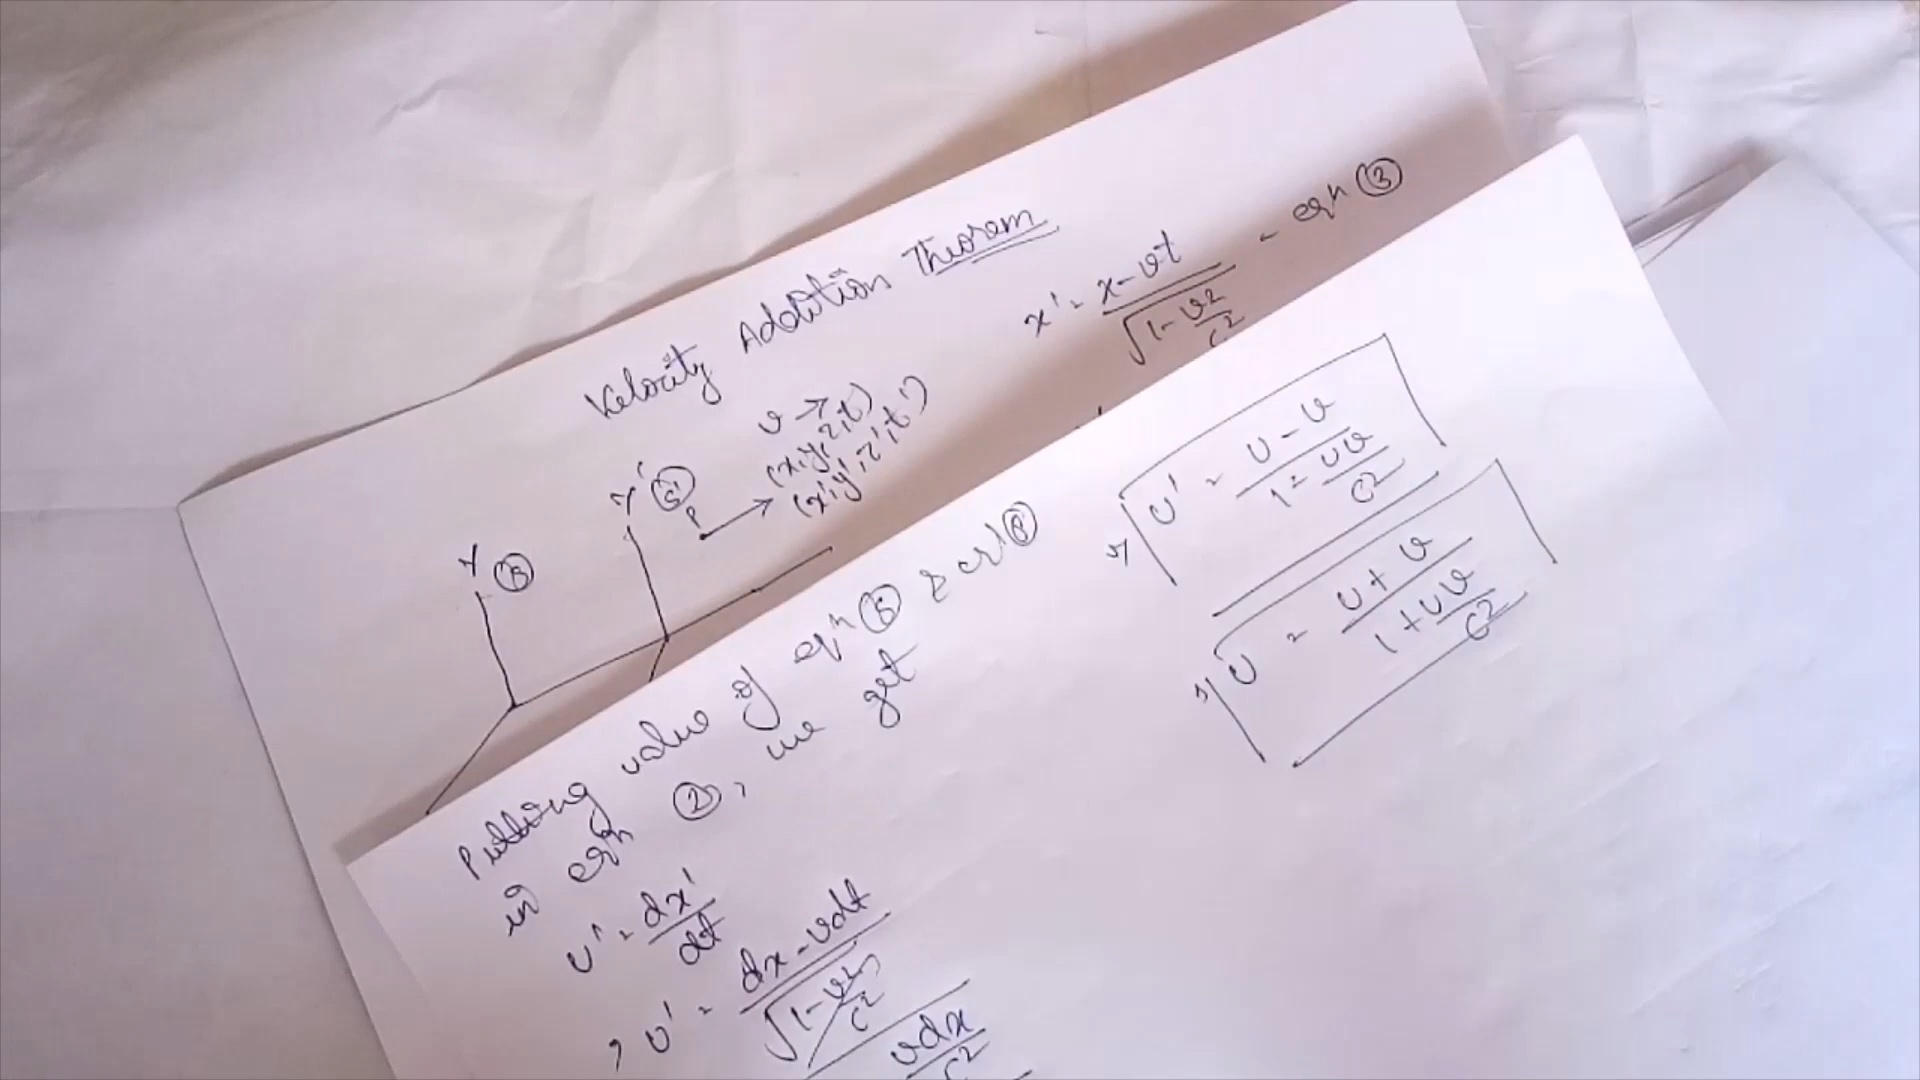 Velocity Addition Theorem
v →
(x,y,z,t)
(x',y',z',t')
Y' S'
P
Y S
x' = x-vt / √1-v2/c2 - eqn 3
Putting value of eqn 5 & eqn 6
in eqn 2, we get
u' = dx'/dt
u' = dx-vdt / √1-v2/c2
vdx/c2
=> u' = u-v / 1-uv/c2
=> u = u+v / 1+uv/c2